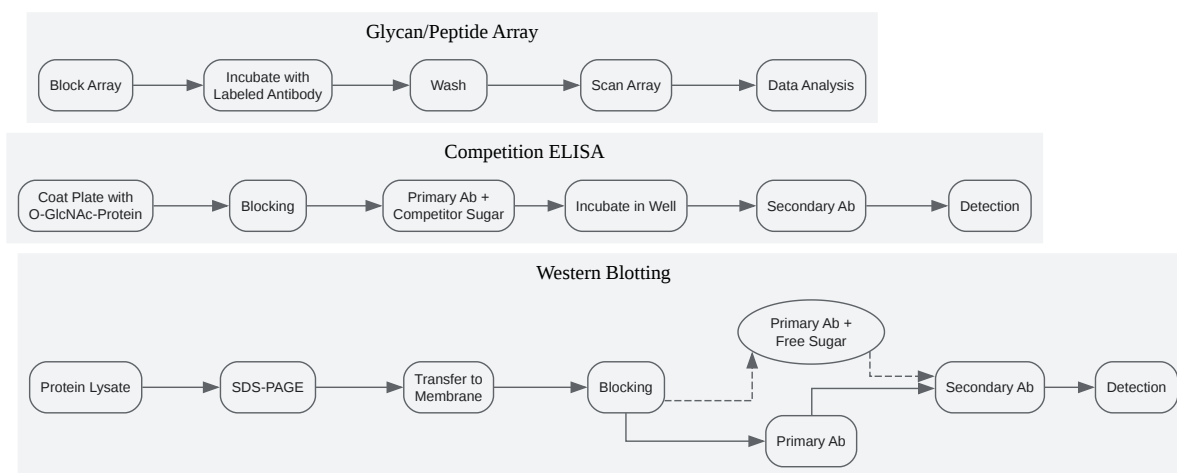 Glycan/Peptide Array
Block Array
Incubate with
Labeled Antibody
Wash
Scan Array
Data Analysis
Competition ELISA
Coat Plate with
O-GlcNAc-Protein
Blocking
Primary Ab +
Competitor Sugar
Incubate in Well
Secondary Ab
Detection
Western Blotting
Protein Lysate
SDS-PAGE
Transfer to
Membrane
Blocking
Primary Ab +
Free Sugar
Primary Ab
Secondary Ab
Detection